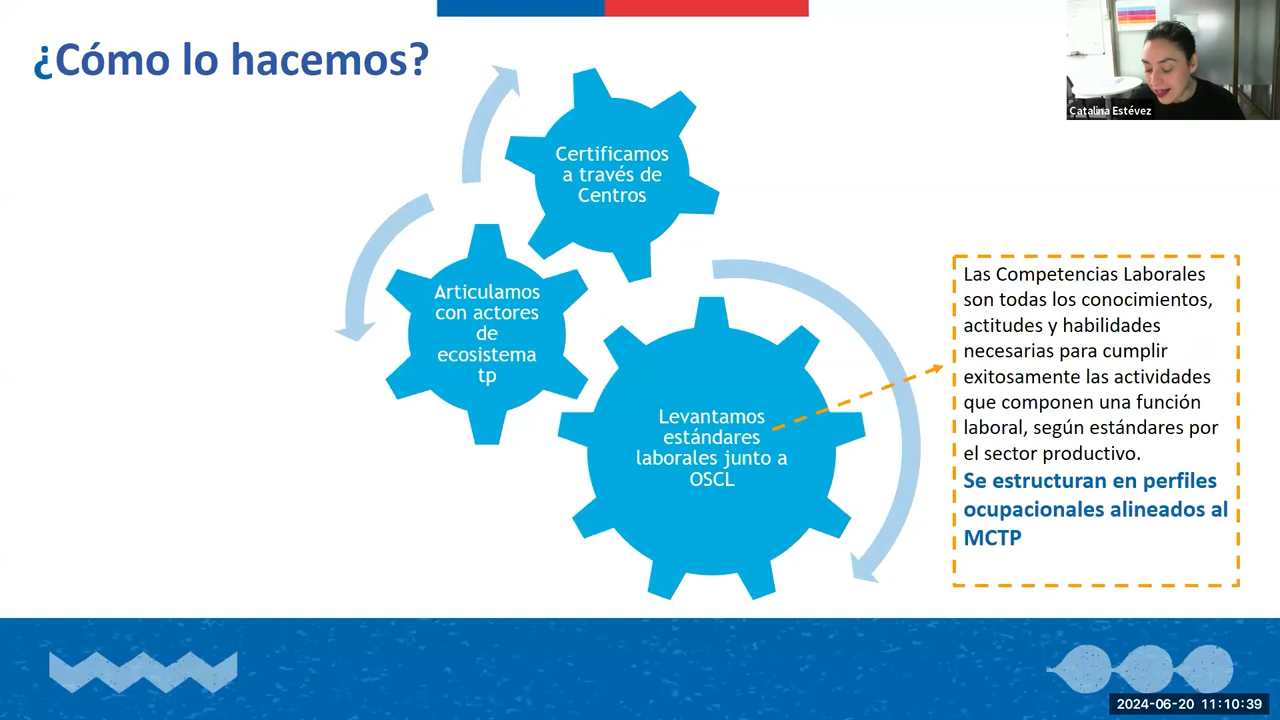 ¿Cómo lo hacemos?
Catalina Estévez
Certificamos
a través de
Centros
Articulamos
con actores
de
ecosistema
tp
Levantamos
estándares
laborales junto a
OSCL
Las Competencias Laborales
son todas los conocimientos,
actitudes y habilidades
necesarias para cumplir
exitosamente las actividades
que componen una función
laboral, según estándares por
el sector productivo.
Se estructuran en perfiles
ocupacionales alineados al
MCTP
2024-06-20 11:10:39